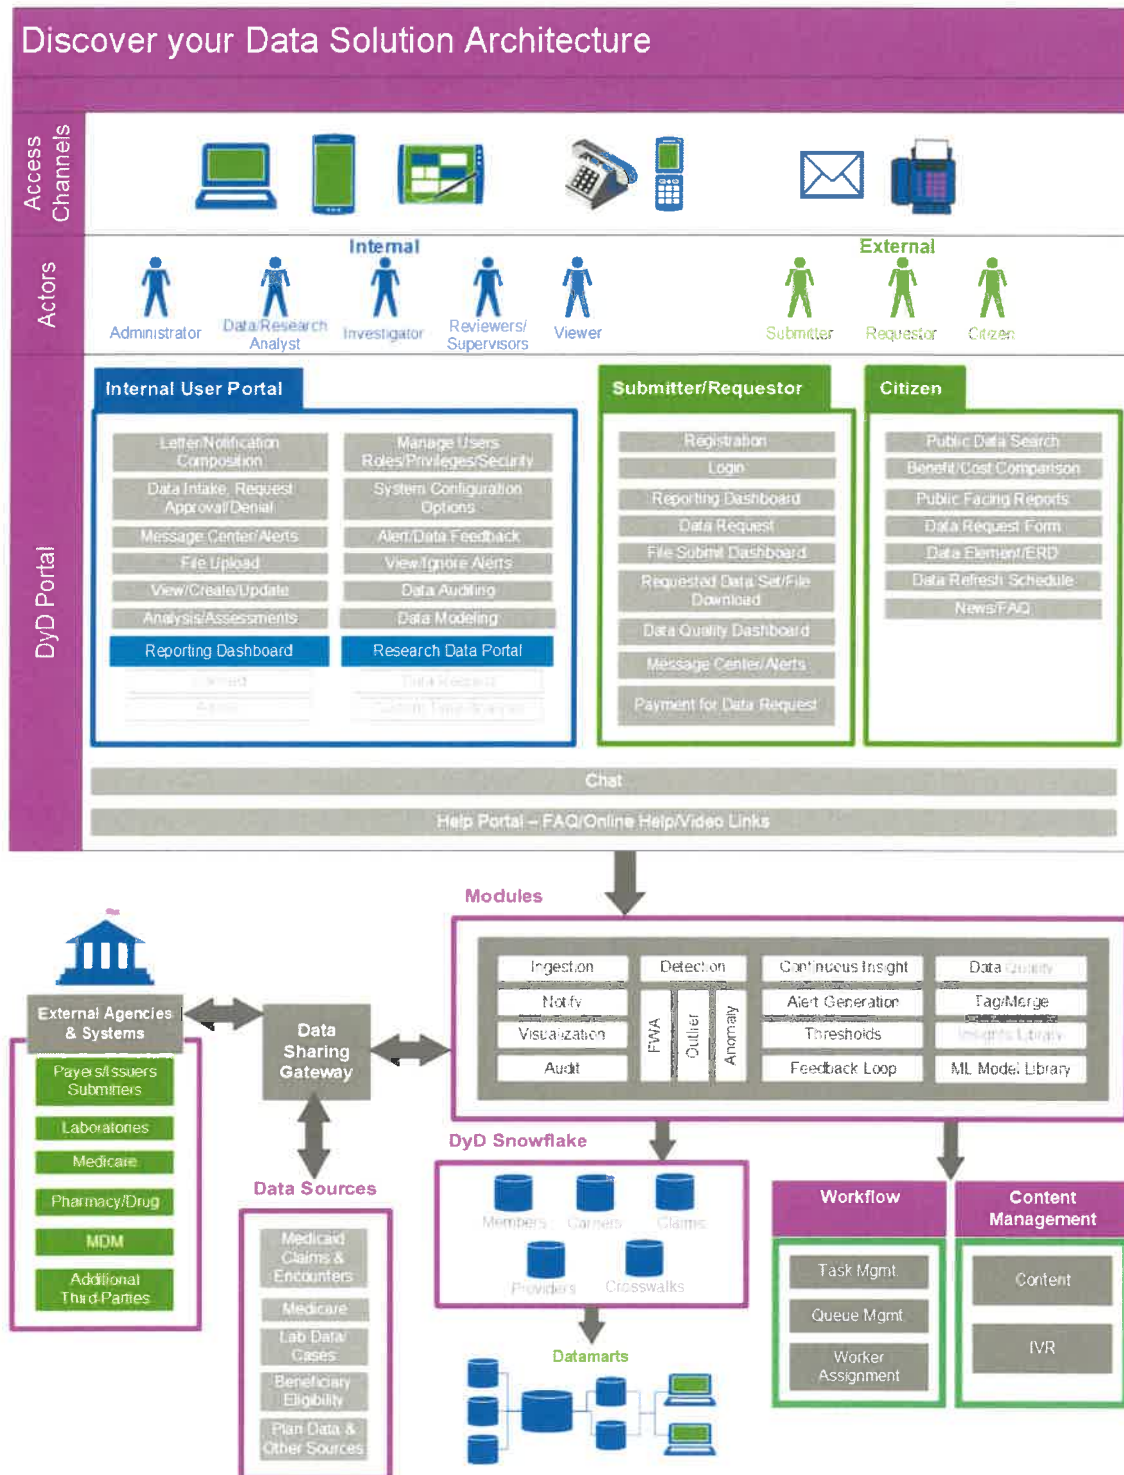 Discover your Data Solution Architecture
Access
Channels
Internal
External
Actors
Administrator
Data/Research
Analyst
Investigator
Reviewers/
Supervisors
Viewer
Submitter
Requestor
Citizen
DyD Portal
Internal User Portal
Letter/Notification
Composition
Manage Users
Roles/Privileges/Security
Data Intake, Request
Approval/Denial
System Configuration
Options
Message Center/Alerts
Alert/Data Feedback
File Upload
View/Ignore Alerts
View/Create/Update
Data Auditing
Analysis/Assessments
Data Modeling
Reporting Dashboard
Research Data Portal
Data Request
Submitter/Requestor
Registration
Login
Reporting Dashboard
Data Request
File Submit Dashboard
Requested Data Set/File
Download
Data Quality Dashboard
Message Center/Alerts
Payment for Data Request
Citizen
Public Data Search
Benefit/Cost Comparison
Public Facing Reports
Data Request Form
Data Element/ERD
Data Refresh Schedule
News/FAQ
Chat
Help Portal – FAQ/Online Help/Video Links
Modules
Ingestion
Detection
Continuous Insight
Data Quality
Notify
Alert Generation
Tag/Merge
Visualization
FWA
Outlier
Anomaly
Thresholds
Insights Library
Audit
Feedback Loop
ML Model Library
External Agencies
& Systems
Payers/Issuers
Submitters
Laboratories
Medicare
Pharmacy/Drug
MDM
Additional
Third-Parties
Data
Sharing
Gateway
Data Sources
Medicaid
Claims &
Encounters
Medicare
Lab Data/
Cases
Beneficiary
Eligibility
Plan Data &
Other Sources
DyD Snowflake
Members
Carriers
Claims
Providers
Crosswalks
Datamarts
Workflow
Task Mgmt
Queue Mgmt
Worker
Assignment
Content
Management
Content
IVR